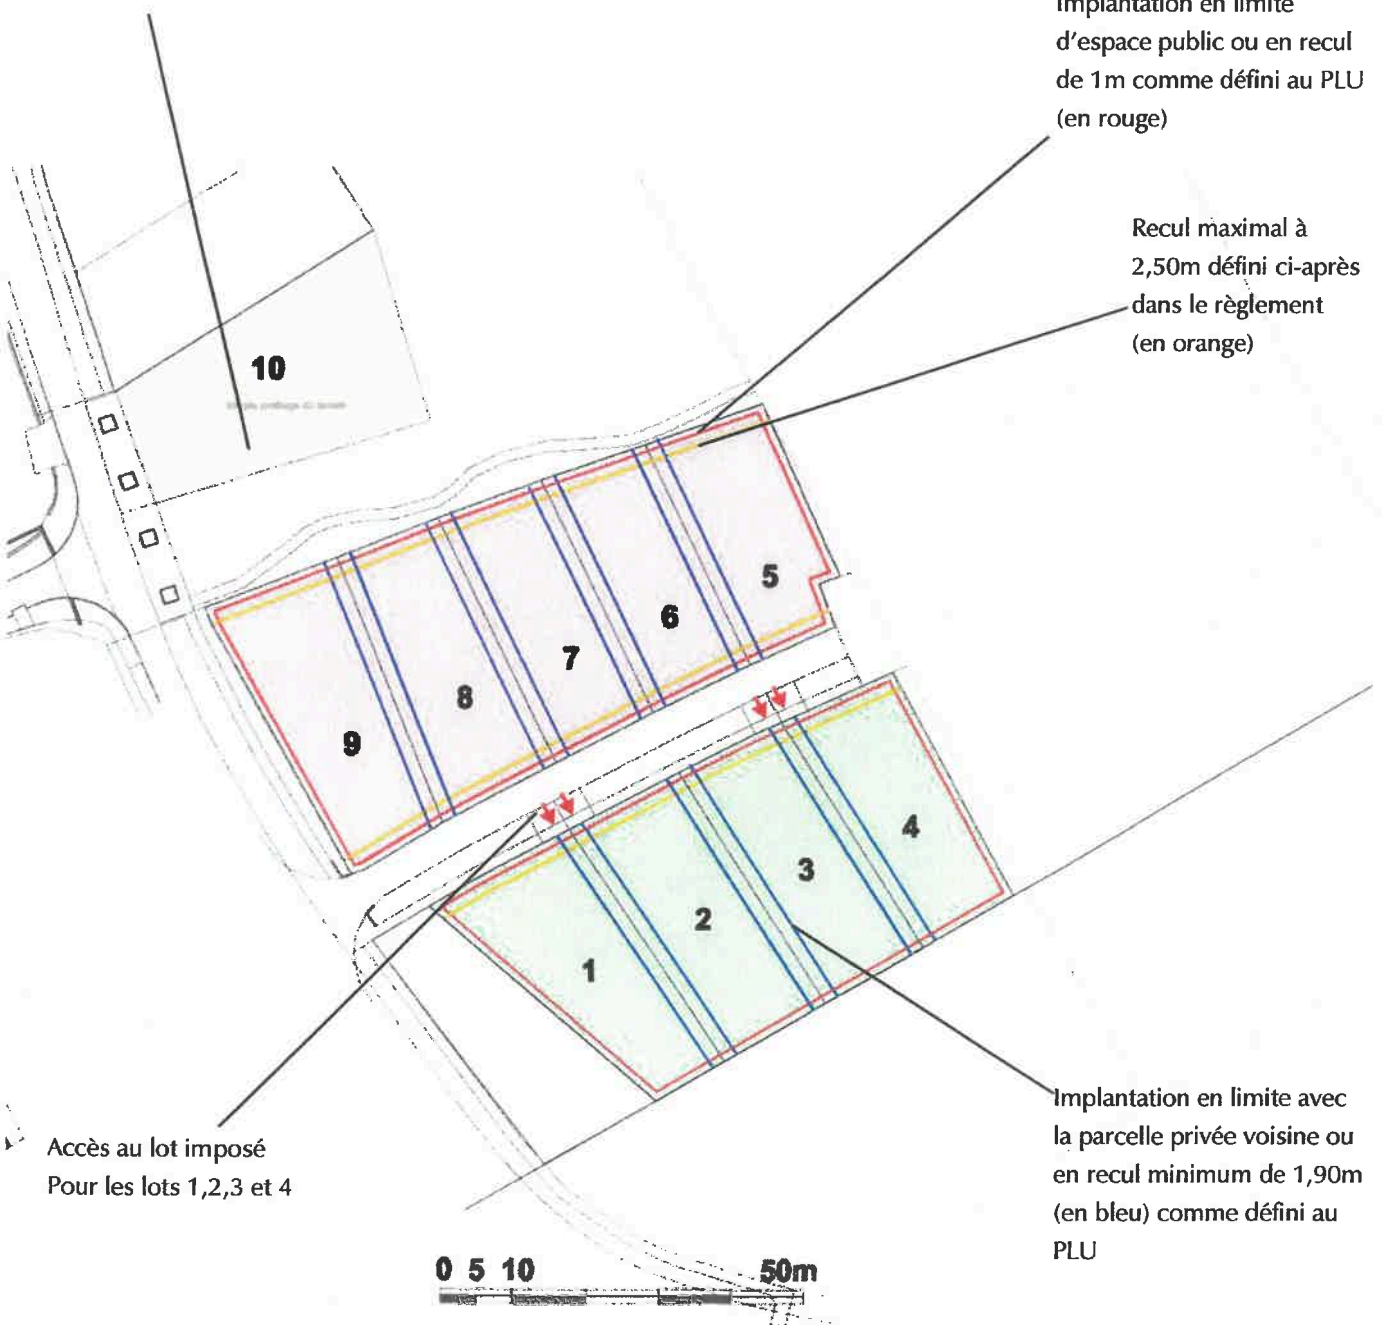 Implantation en limite
d'espace public ou en recul
de 1m comme défini au PLU
(en rouge)
Recul maximal à
2,50m défini ci-après
dans le règlement
(en orange)
10
5
6
7
8
9
4
3
2
1
Accès au lot imposé
Pour les lots 1,2,3 et 4
Implantation en limite avec
la parcelle privée voisine ou
en recul minimum de 1,90m
(en bleu) comme défini au
PLU
0 5 10 50m